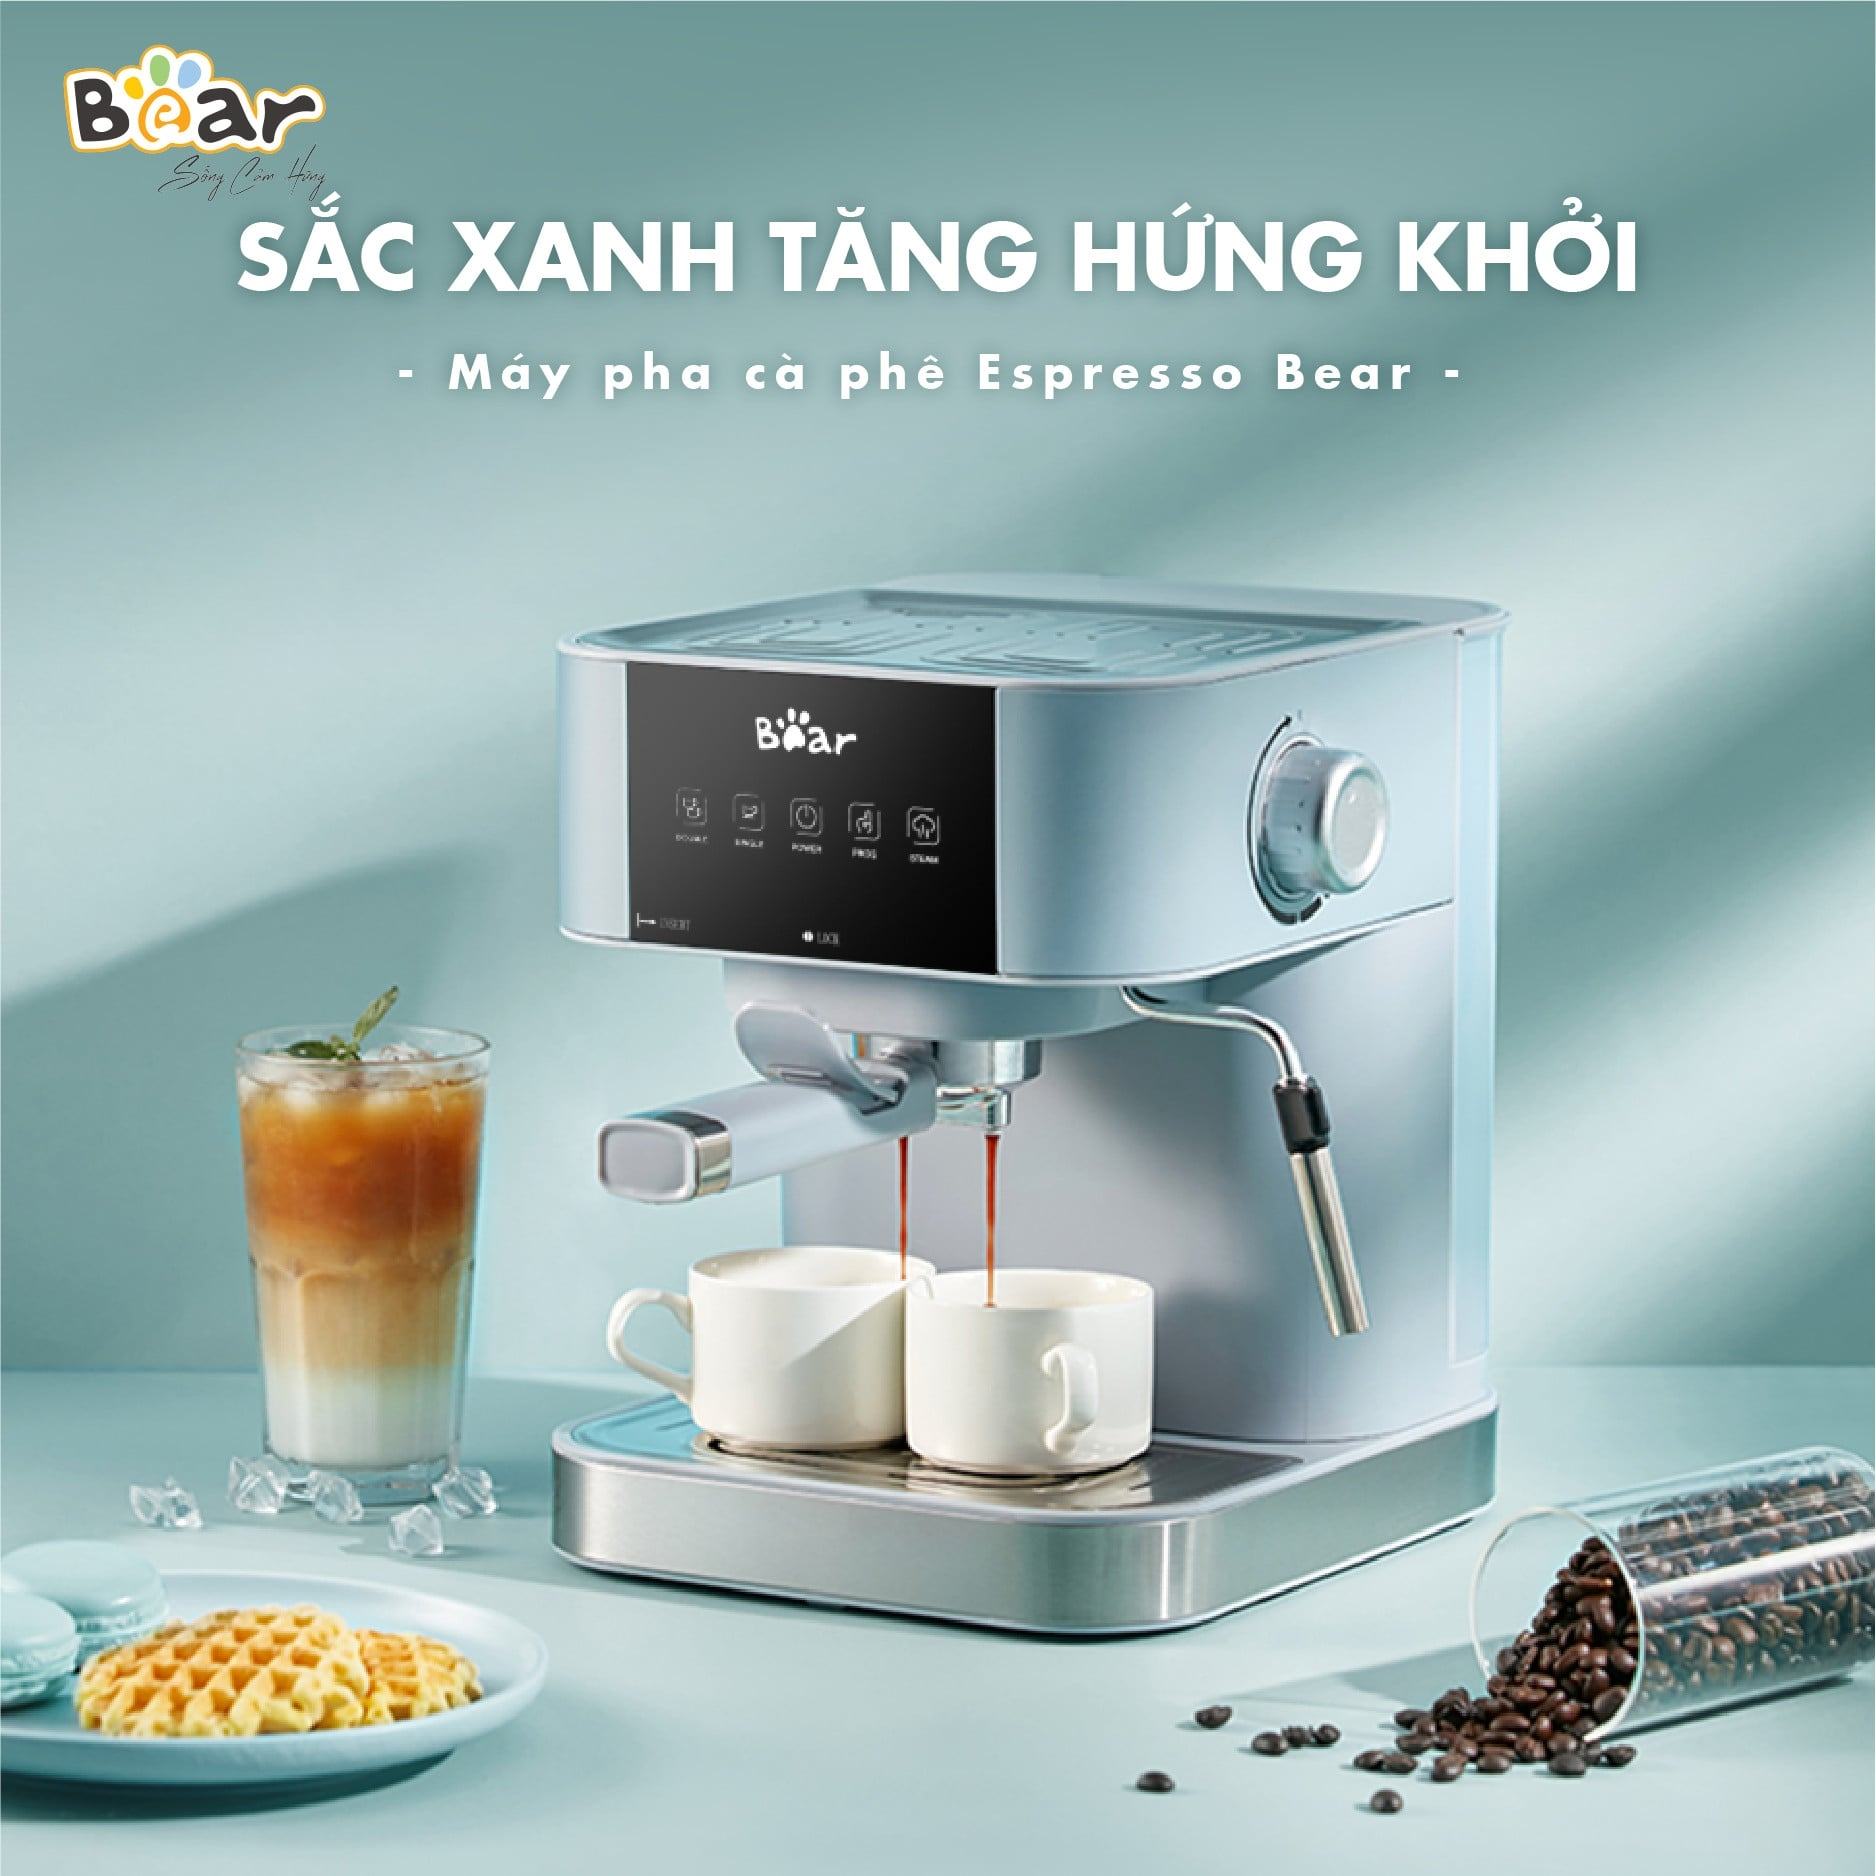 Bear
Sống Cảm Hứng
SẮC XANH TĂNG HỨNG KHỞI
- Máy pha cà phê Espresso Bear -
Bear
DOUBLE SINGLE POWER PROG STEAM
INSERT LOCK